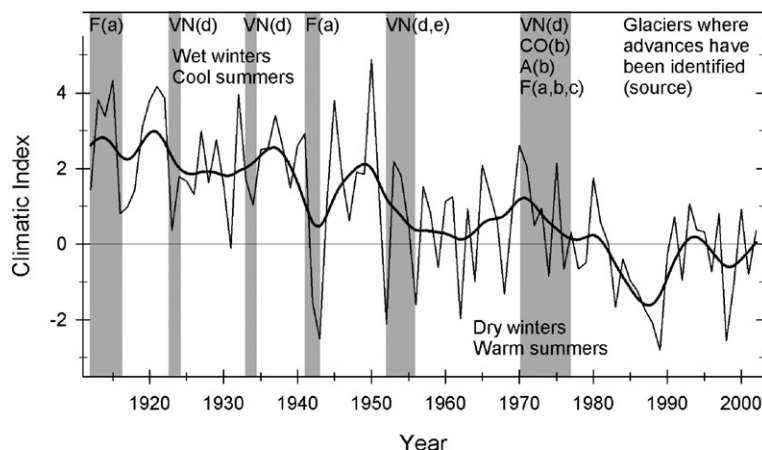 F(a)
VN(d)
VN(d)
F(a)
VN(d,e)
VN(d)
CO(b)
A(b)
F(a,b,c)
Glaciers where
advances have
been identified
(source)
Wet winters
Cool summers
Dry winters
Warm summers
Climatic Index
4
2
0
-2
1920
1930
1940
1950
1960
1970
1980
1990
2000
Year